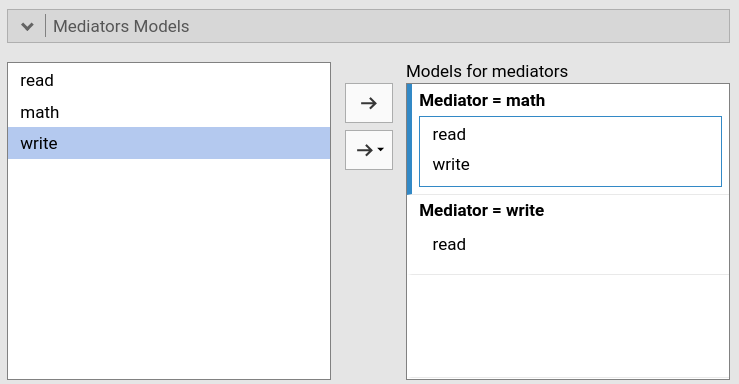 Mediators Models
read
math
write
Models for mediators
Mediator = math
read
write
Mediator = write
read